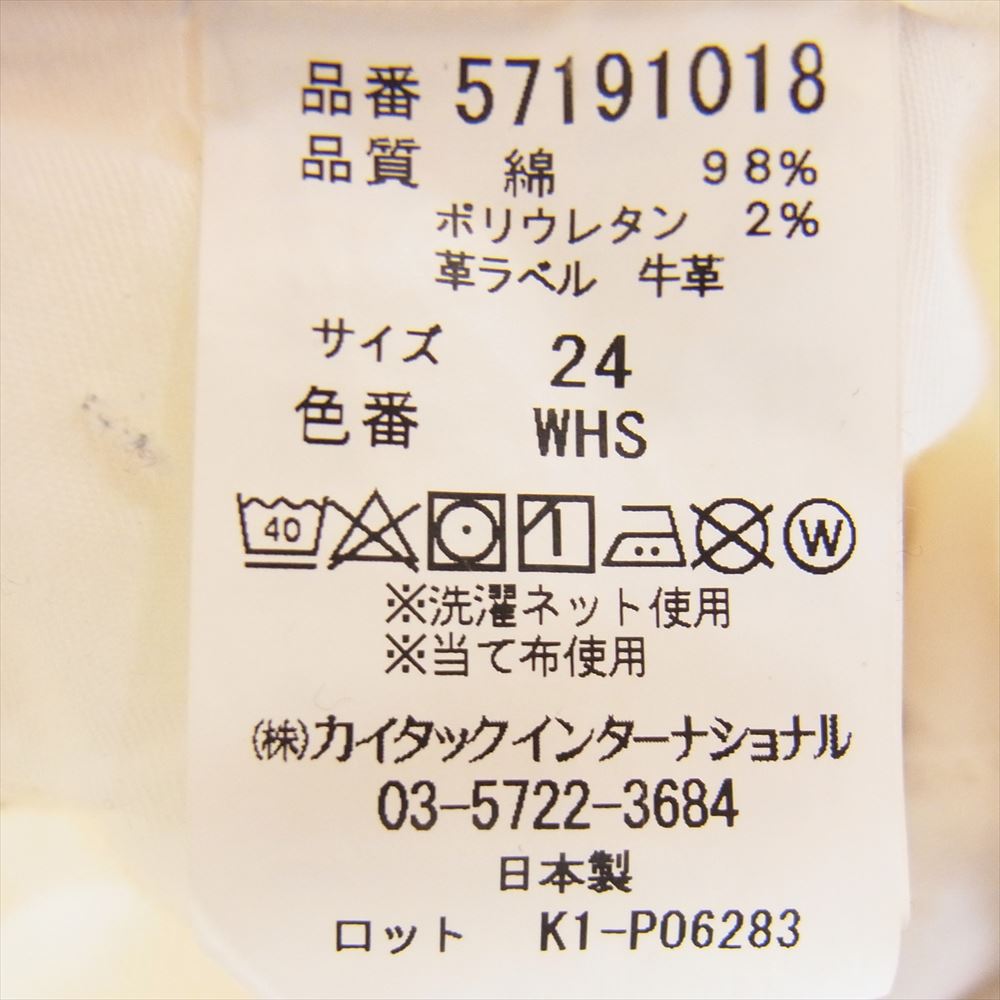 品番 57191018
品質 綿 98%
ポリウレタン 2%
革ラベル 牛革
サイズ 24
色番 WHS
40 W
※洗濯ネット使用
※当て布使用
㈱カイタックインターナショナル
03-5722-3684
日本製
ロット K1-P06283